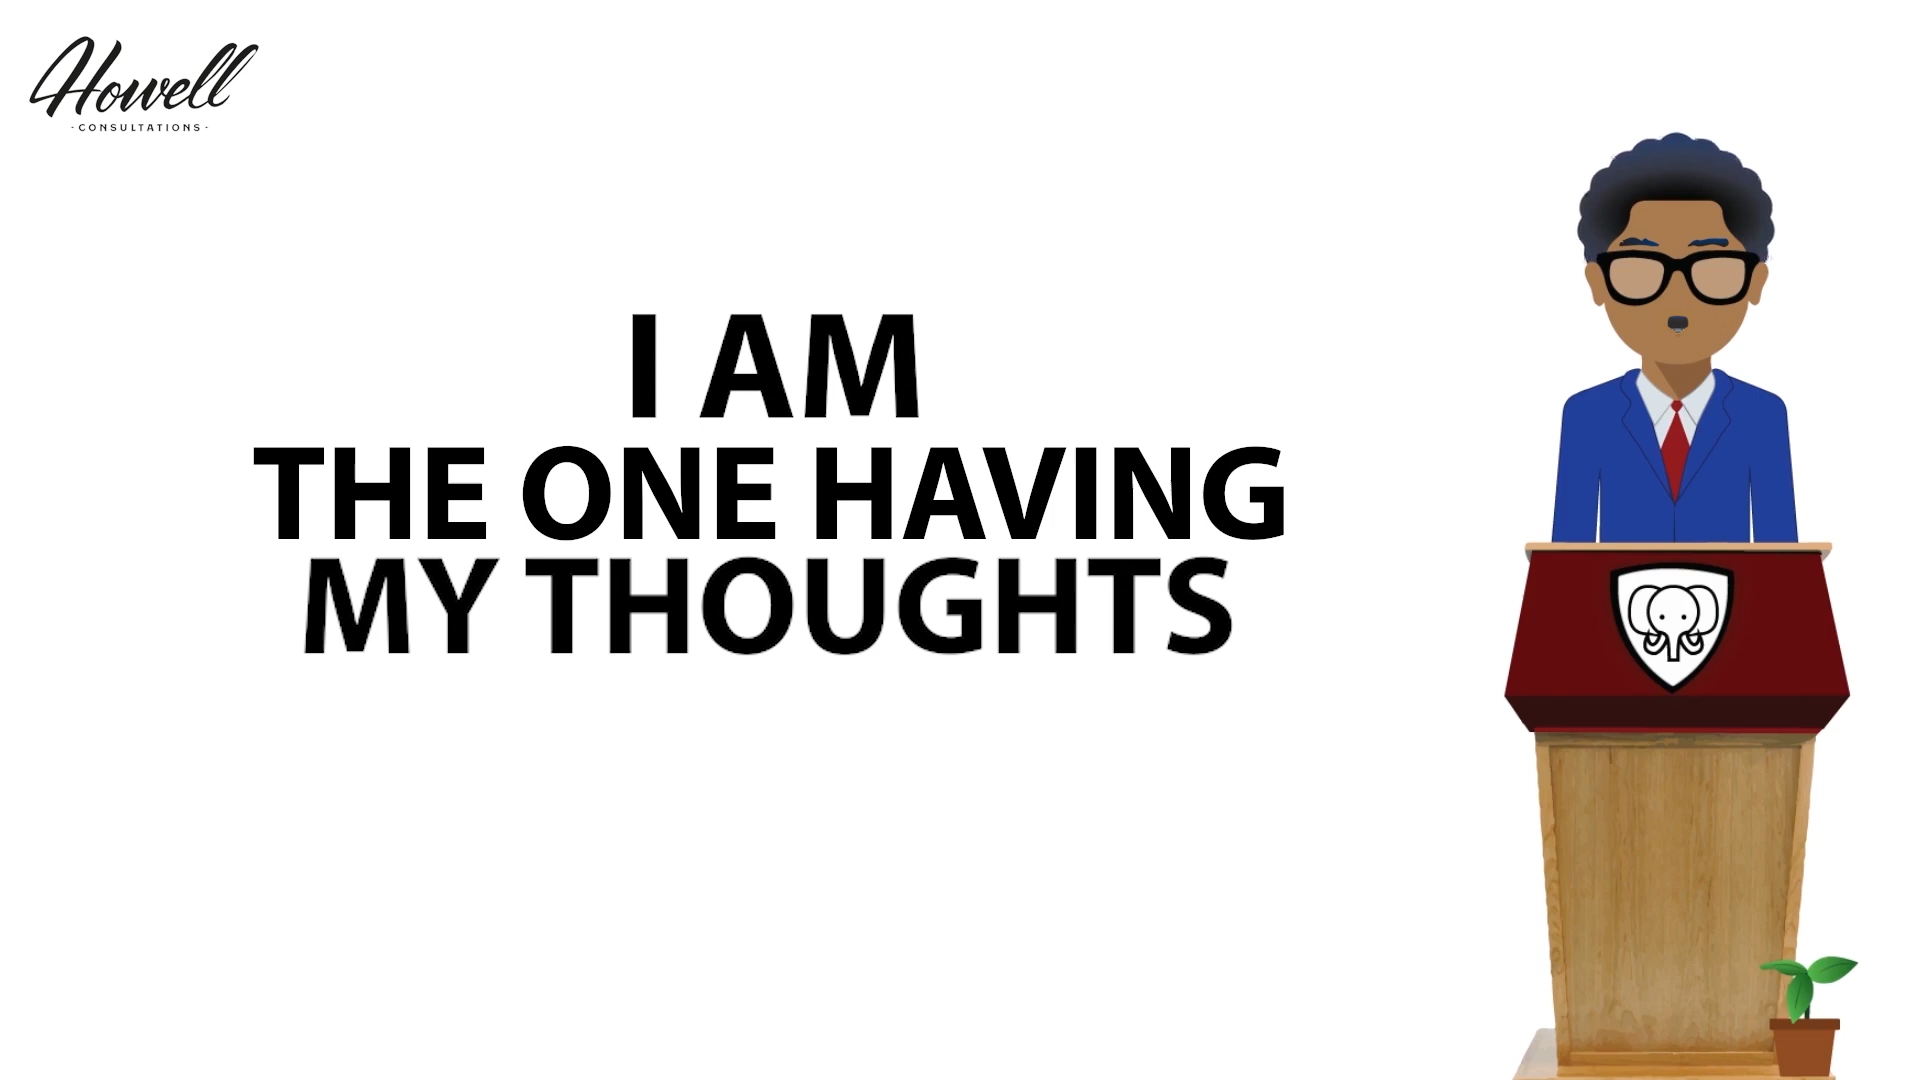 Howell
·CONSULTATIONS·
I AM
THE ONE HAVING
MY THOUGHTS